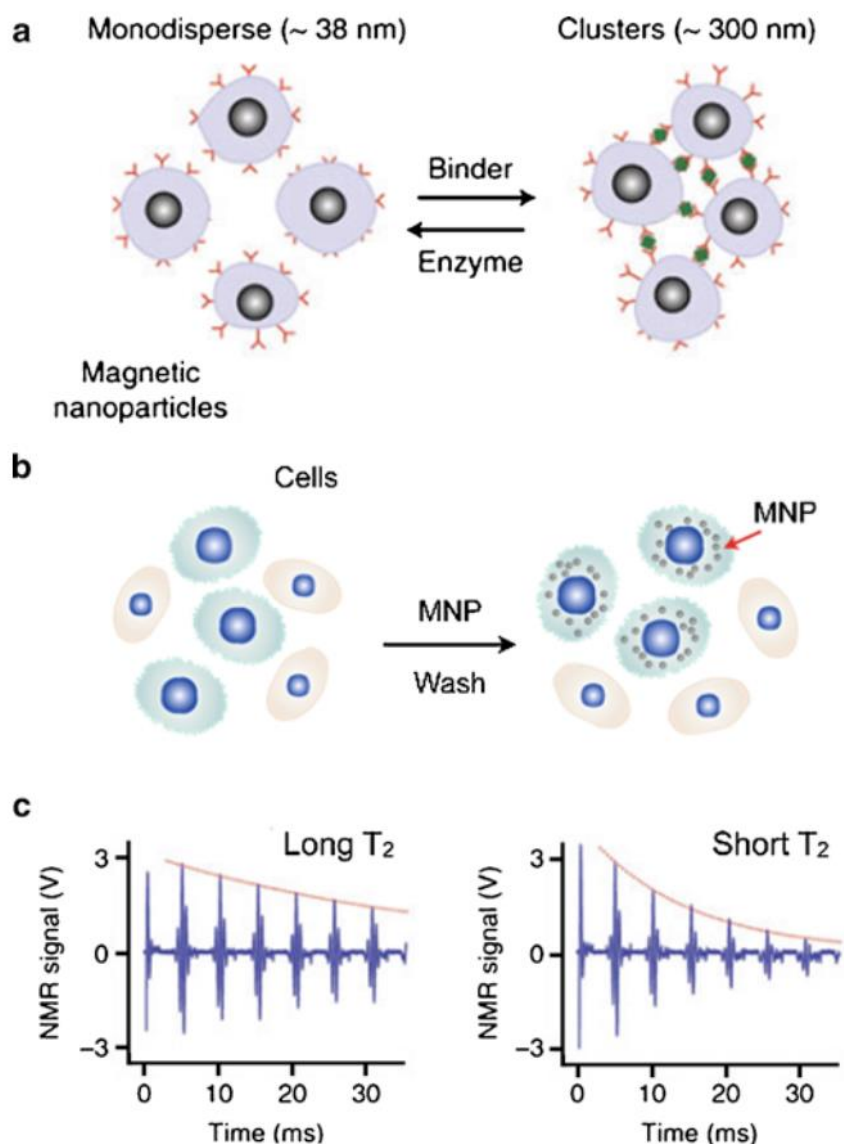 a
Monodisperse (~ 38 nm)
Clusters (~ 300 nm)
Binder
Enzyme
Magnetic
nanoparticles
b
Cells
MNP
Wash
MNP
c
Long T₂
NMR signal (V)
3
0
−3
0 10 20 30
Time (ms)
Short T₂
NMR signal (V)
3
0
−3
0 10 20 30
Time (ms)